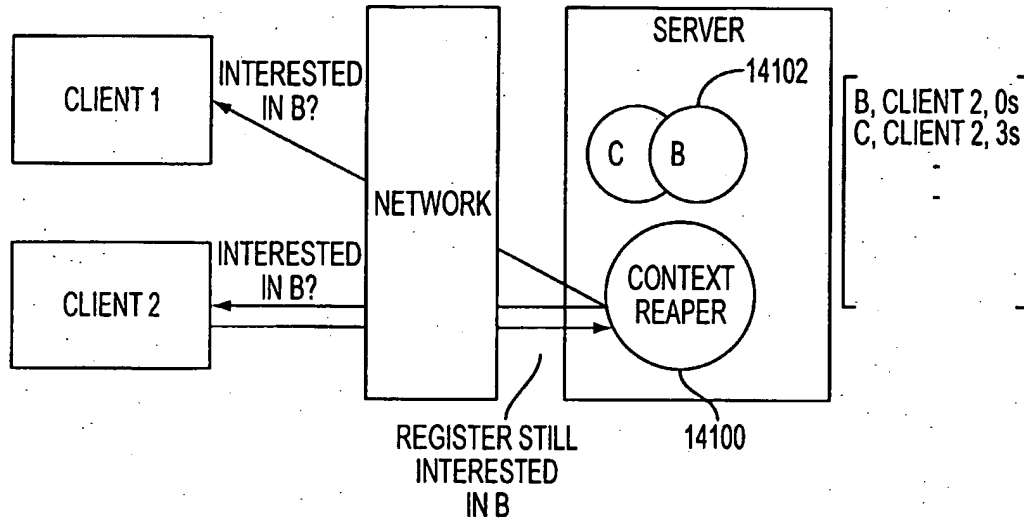 CLIENT 1
INTERESTED
IN B?
NETWORK
SERVER
14102
C
B
B, CLIENT 2, 0s
C, CLIENT 2, 3s
-
-
CLIENT 2
INTERESTED
IN B?
CONTEXT
REAPER
14100
REGISTER STILL
INTERESTED
IN B